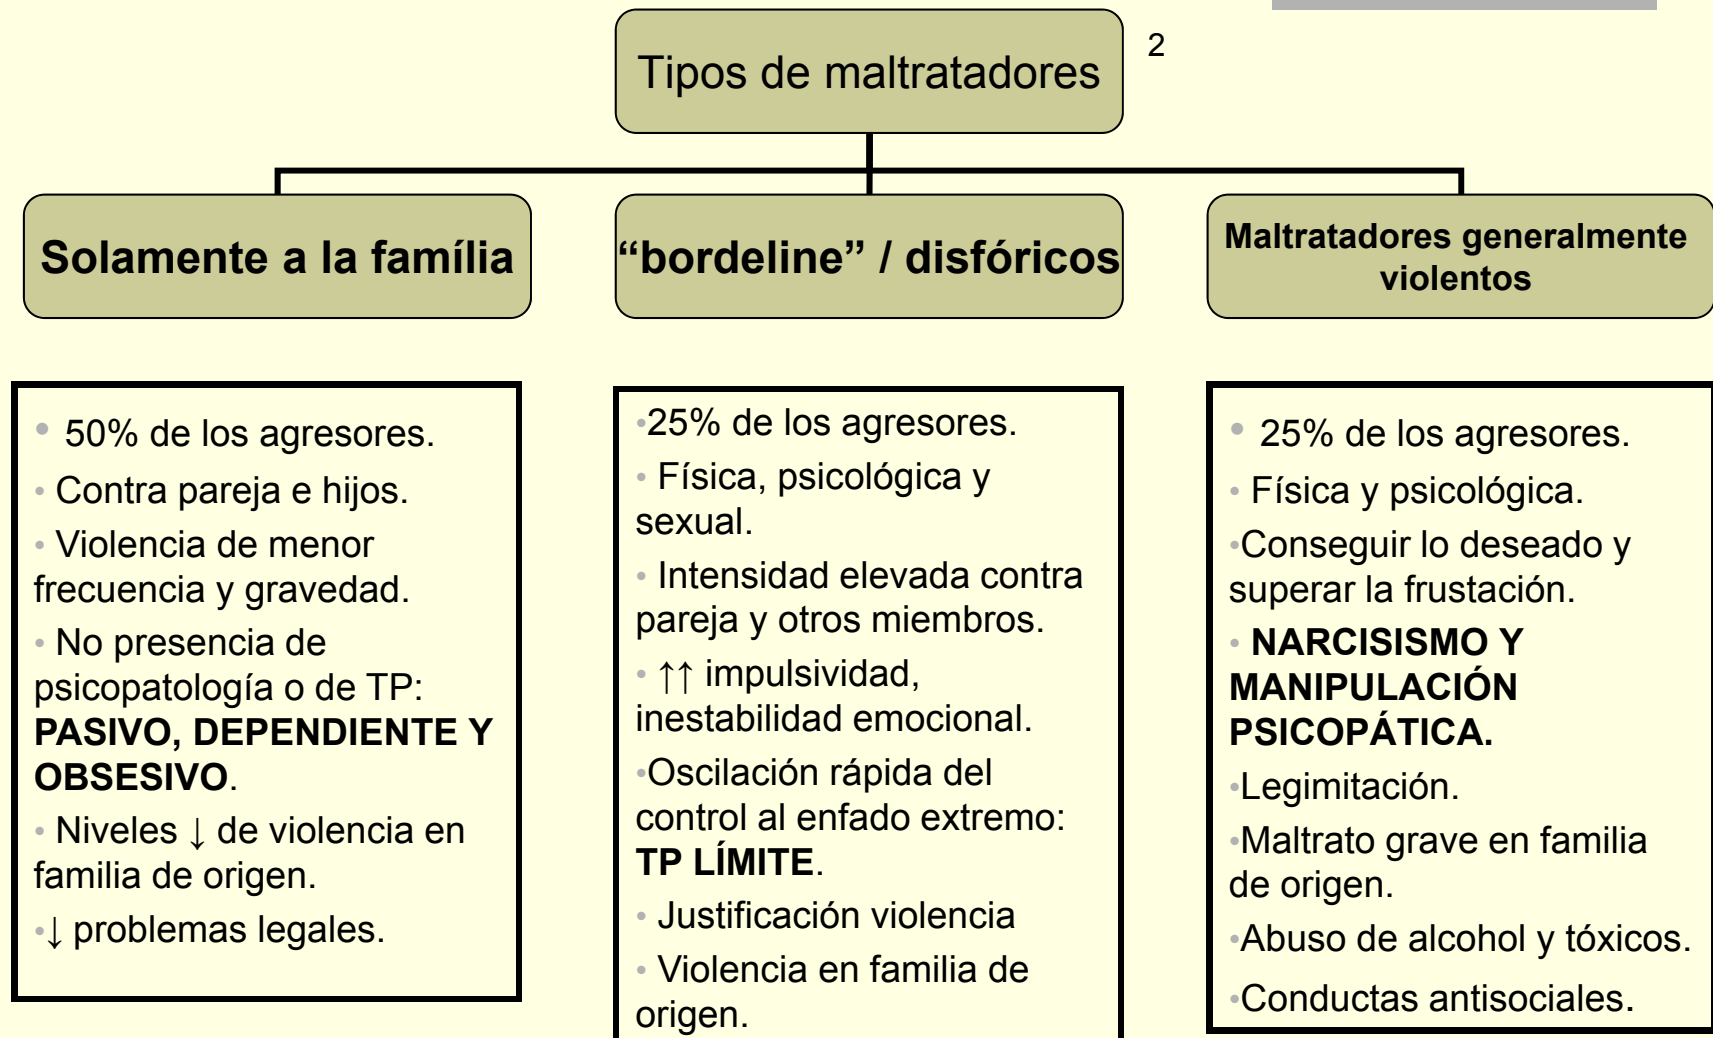 Tipos de maltratadores
2
Solamente a la família
“bordeline” / disfóricos
Maltratadores generalmente
violentos
• 50% de los agresores.
• Contra pareja e hijos.
• Violencia de menor
frecuencia y gravedad.
• No presencia de
psicopatología o de TP:
PASIVO, DEPENDIENTE Y
OBSESIVO.
• Niveles ↓ de violencia en
familia de origen.
•↓ problemas legales.
•25% de los agresores.
• Física, psicológica y
sexual.
• Intensidad elevada contra
pareja y otros miembros.
• ↑↑ impulsividad,
inestabilidad emocional.
•Oscilación rápida del
control al enfado extremo:
TP LÍMITE.
• Justificación violencia
• Violencia en familia de
origen.
• 25% de los agresores.
• Física y psicológica.
•Conseguir lo deseado y
superar la frustación.
• NARCISISMO Y
MANIPULACIÓN
PSICOPÁTICA.
•Legimitación.
•Maltrato grave en familia
de origen.
•Abuso de alcohol y tóxicos.
•Conductas antisociales.